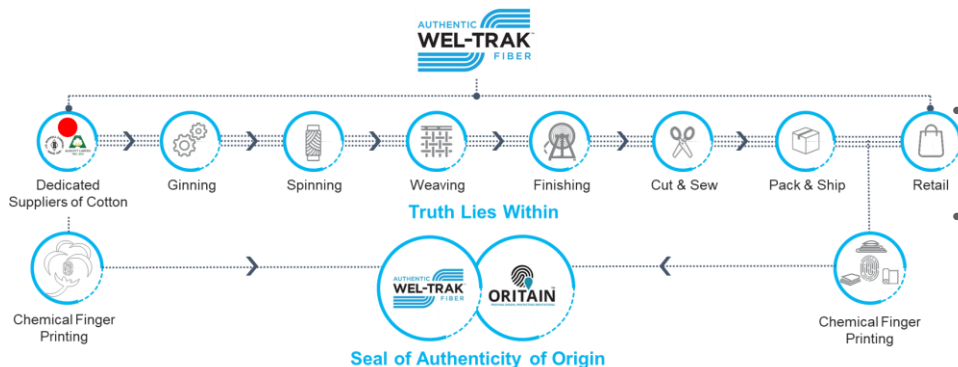 AUTHENTIC
WEL-TRAK
FIBER
Dedicated
Suppliers of Cotton
Ginning
Spinning
Weaving
Finishing
Cut & Sew
Pack & Ship
Retail
Truth Lies Within
AUTHENTIC
WEL-TRAK
FIBER
ORITAIN
Chemical Finger
Printing
Chemical Finger
Printing
Seal of Authenticity of Origin